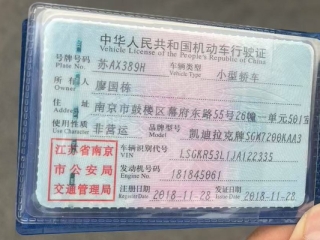 中华人民共和国机动车行驶证
Vehicle License of the People's Republic of China
号牌号码 苏AX389H 车辆类型 小型轿车
Plate No. Vehicle Type
所有人 廖国栋
Owner
住址 南京市鼓楼区幕府东路55号26幢一单元501室
Address
使用性质 非营运 品牌型号 凯迪拉克牌SGM7200KAA3
Use Character Model
江苏省南京
市公安局
交通管理局
车辆识别代号
VIN
发动机号码 181845061
Engine No.
注册日期 2018-11-28 发证日期 2018-11-28
Register Date Issue Date